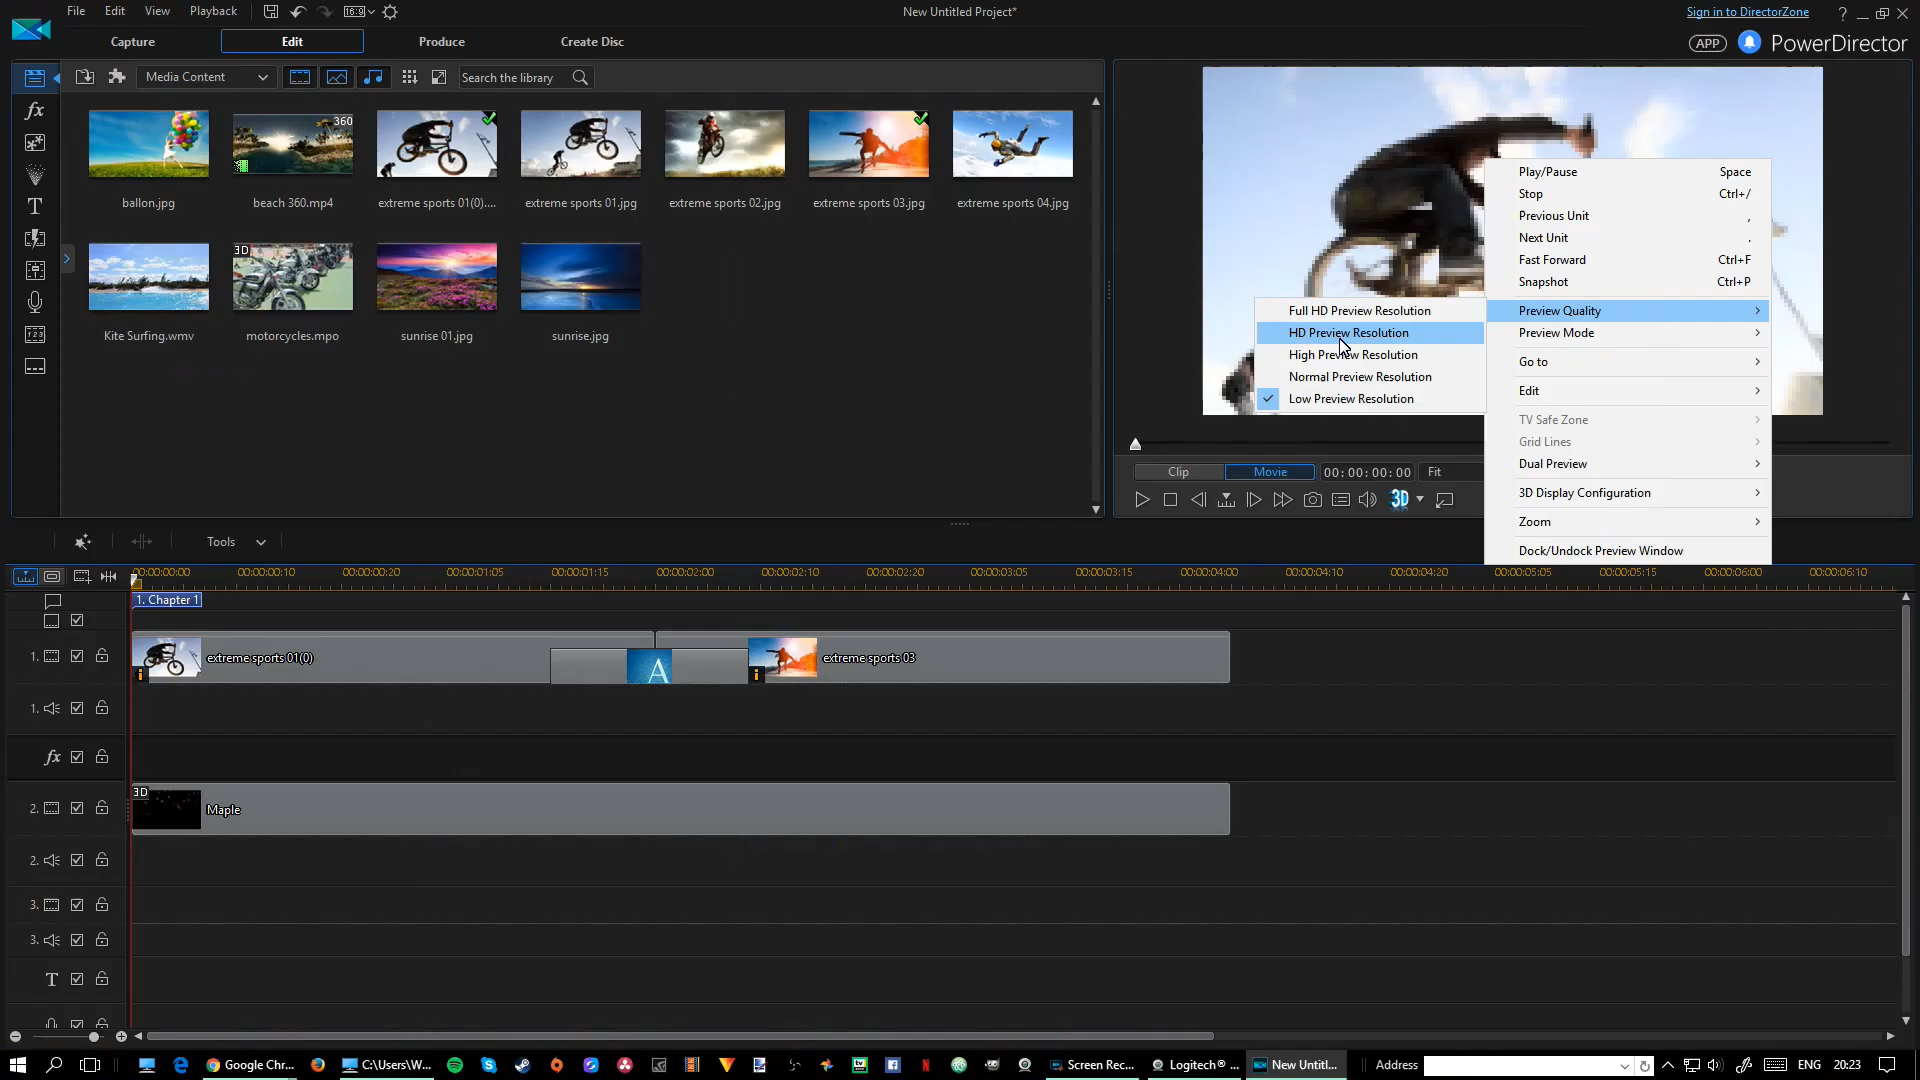 File Edit View Playback
16:9
New Untitled Project*
Sign in to DirectorZone
?
Capture Edit Produce Create Disc
APP PowerDirector
Media Content
Search the library
360
3D
ballon.jpg
beach 360.mp4
extreme sports 01(0)....
extreme sports 01.jpg
extreme sports 02.jpg
extreme sports 03.jpg
extreme sports 04.jpg
Kite Surfing.wmv
motorcycles.mpo
sunrise 01.jpg
sunrise.jpg
fx
T
Play/Pause Space
Stop Ctrl+/
Previous Unit ,
Next Unit .
Fast Forward Ctrl+F
Snapshot Ctrl+P
Preview Quality
Preview Mode
Go to
Edit
TV Safe Zone
Grid Lines
Dual Preview
3D Display Configuration
Zoom
Dock/Undock Preview Window
Full HD Preview Resolution
HD Preview Resolution
High Preview Resolution
Normal Preview Resolution
Low Preview Resolution
Clip Movie 00:00:00:00 Fit
3D
Tools
00:00:00:00 00:00:00:10 00:00:00:20 00:00:01:05 00:00:01:15 00:00:02:00 00:00:02:10 00:00:02:20 00:00:03:05 00:00:03:15 00:00:04:00 00:00:04:10 00:00:04:20 00:00:05:05 00:00:05:15 00:00:06:00 00:00:06:10
1. Chapter 1
1. extreme sports 01(0) A extreme sports 03
1.
fx
3D
2. Maple
2.
3.
3.
T
Google Chr...
C:\Users\W...
Screen Rec...
Logitech® ...
New Untitl...
Address
ENG 20:23